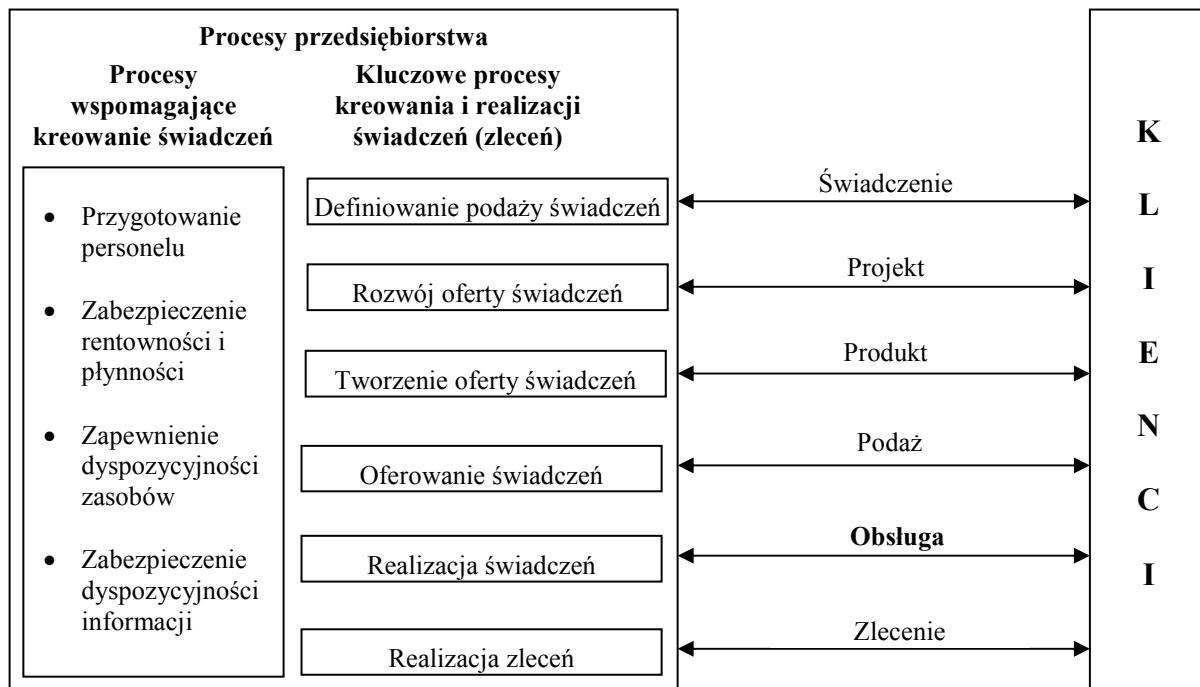 Procesy przedsiębiorstwa
Procesy
wspomagające
kreowanie świadczeń
Kluczowe procesy
kreowania i realizacji
świadczeń (zleceń)
• Przygotowanie
personelu
• Zabezpieczenie
rentowności i
płynności
• Zapewnienie
dyspozycyjności
zasobów
• Zabezpieczenie
dyspozycyjności
informacji
Definiowanie podaży świadczeń
Rozwój oferty świadczeń
Tworzenie oferty świadczeń
Oferowanie świadczeń
Realizacja świadczeń
Realizacja zleceń
Świadczenie
Projekt
Produkt
Podaż
Obsługa
Zlecenie
K
L
I
E
N
C
I